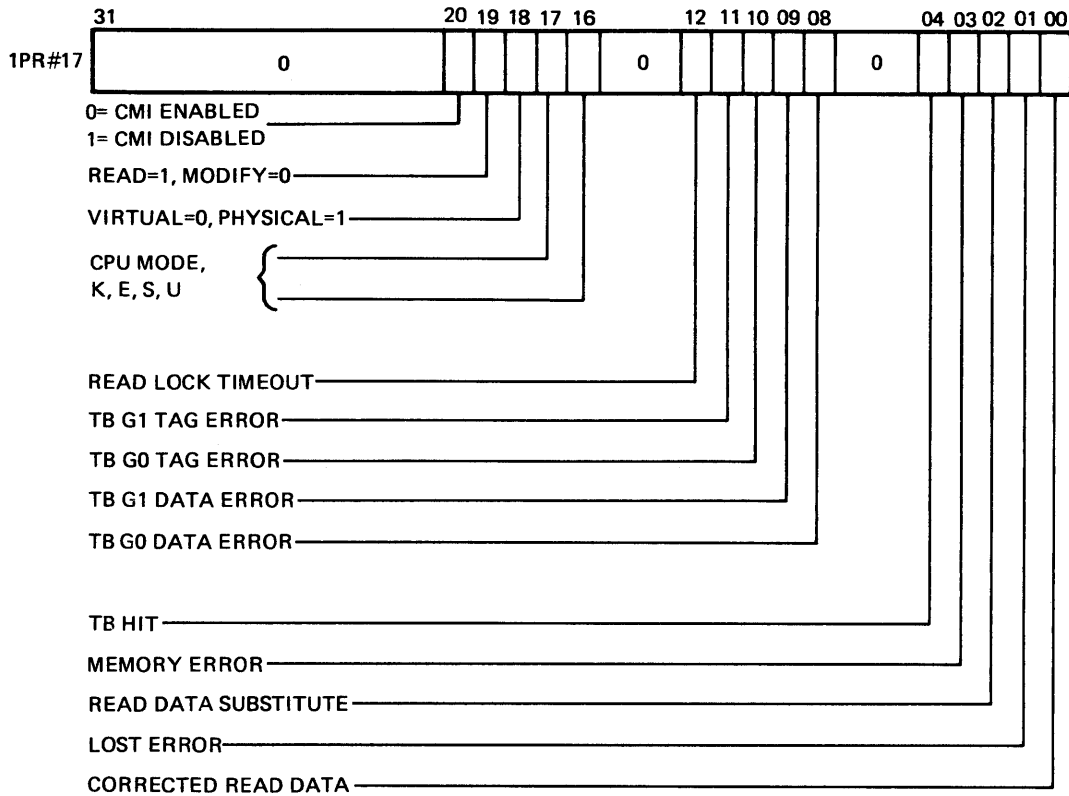 31 20 19 18 17 16 12 11 10 09 08 04 03 02 01 00
1PR#17 0 0 0
0= CMI ENABLED
1= CMI DISABLED
READ=1, MODIFY=0
VIRTUAL=0, PHYSICAL=1
CPU MODE,
K, E, S, U
READ LOCK TIMEOUT
TB G1 TAG ERROR
TB G0 TAG ERROR
TB G1 DATA ERROR
TB G0 DATA ERROR
TB HIT
MEMORY ERROR
READ DATA SUBSTITUTE
LOST ERROR
CORRECTED READ DATA